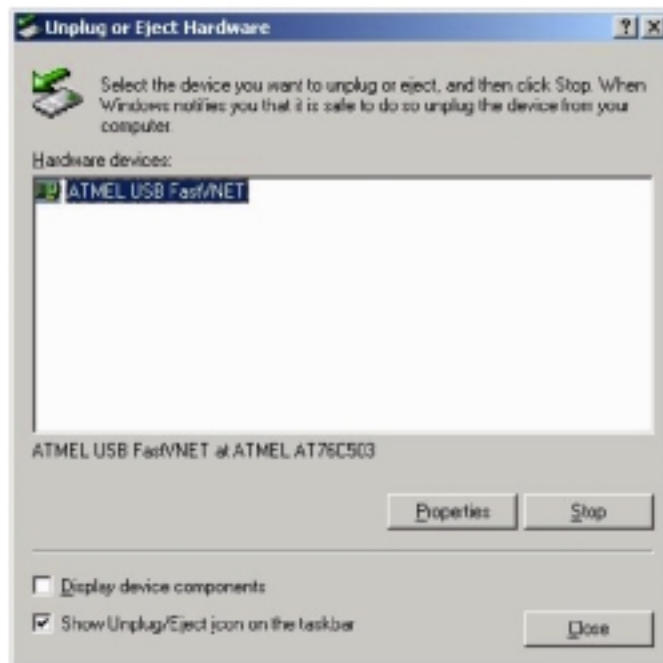 Unplug or Eject Hardware
Select the device you want to unplug or eject, and then click Stop. When
Windows notifies you that it is safe to do so unplug the device from your
computer.
Hardware devices:
ATMEL USB FastVNET
ATMEL USB FastVNET at ATMEL AT76C503
Properties
Stop
Display device components
Show Unplug/Eject icon on the taskbar
Close